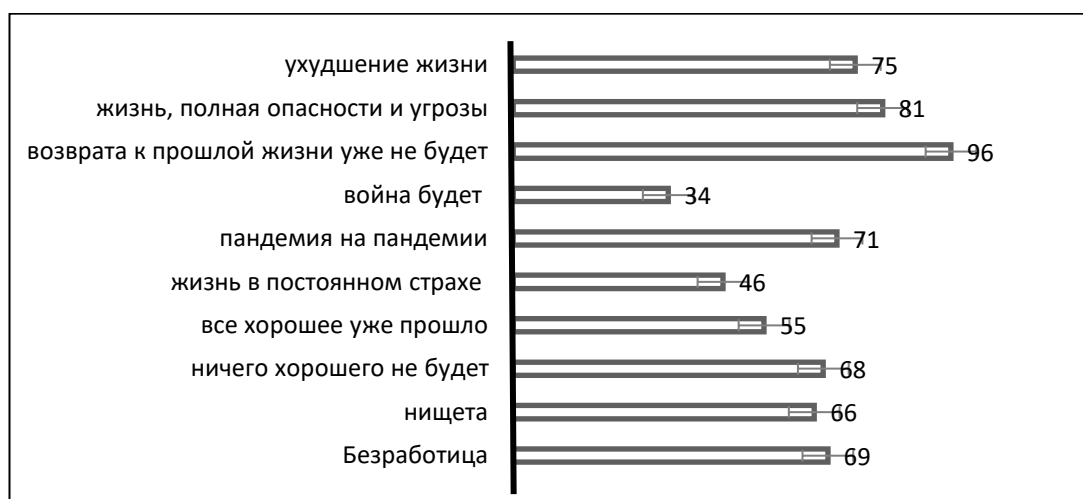 ухудшение жизни 75
жизнь, полная опасности и угрозы 81
возврата к прошлой жизни уже не будет 96
война будет 34
пандемия на пандемии 71
жизнь в постоянном страхе 46
все хорошее уже прошло 55
ничего хорошего не будет 68
нищета 66
Безработица 69